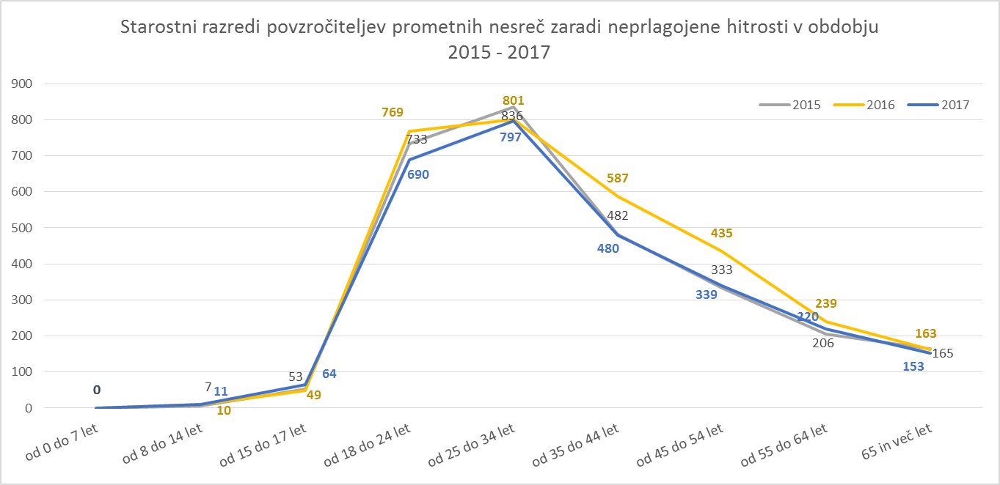 Starostni razredi povzročiteljev prometnih nesreč zaradi neprlagojene hitrosti v obdobju
2015 - 2017
2015 2016 2017
900
800
700
600
500
400
300
200
100
0
0
7
11
10
53
64
49
769
733
690
801
836
797
587
482
480
435
333
339
239
220
206
163
165
153
od 0 do 7 let
od 8 do 14 let
od 15 do 17 let
od 18 do 24 let
od 25 do 34 let
od 35 do 44 let
od 45 do 54 let
od 55 do 64 let
65 in več let